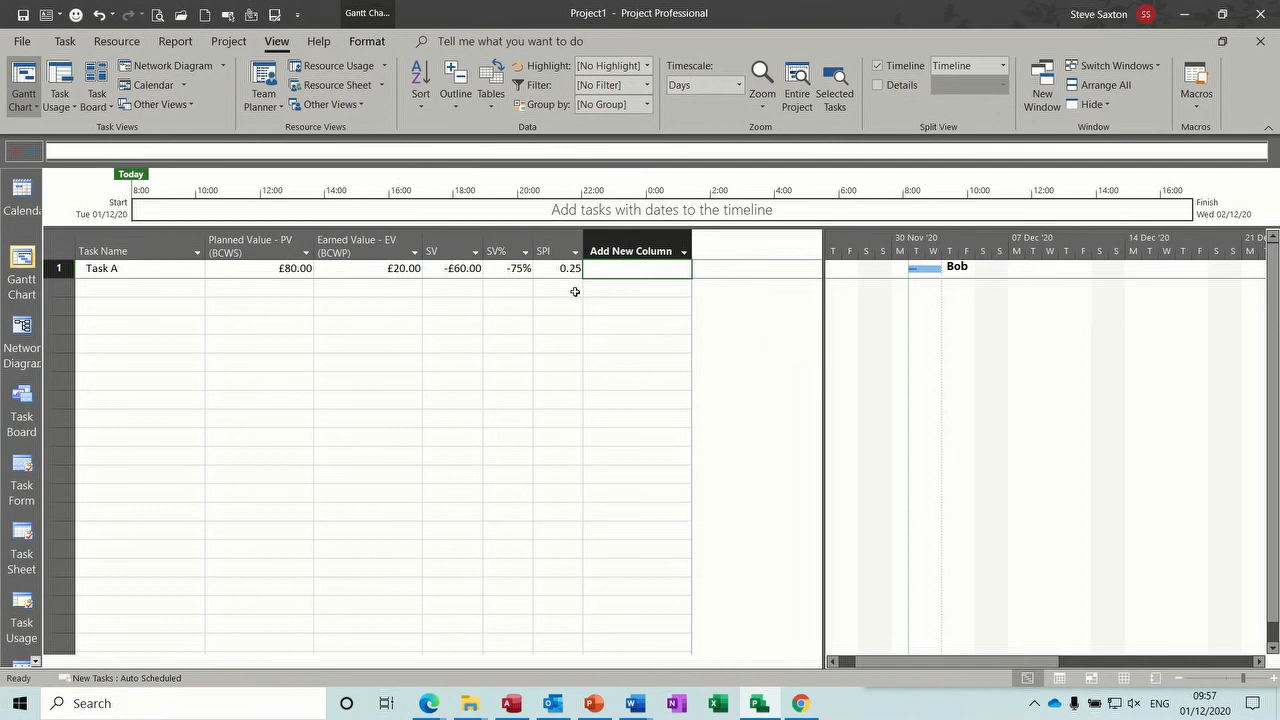 Gantt Cha...
Project1 - Project Professional
Steve Saxton
SS
File
Task
Resource
Report
Project
View
Help
Format
Tell me what you want to do
Gantt
Chart
Task
Usage
Task
Board
Network Diagram
Calendar
Other Views
Task Views
Team
Planner
Resource Usage
Resource Sheet
Other Views
Resource Views
Sort
Outline
Tables
Highlight:
[No Highlight]
Filter:
[No Filter]
Group by:
[No Group]
Data
Timescale:
Days
Zoom
Entire
Project
Selected
Tasks
Zoom
Timeline
Timeline
Details
Split View
New
Window
Switch Windows
Arrange All
Hide
Window
Macros
Macros
Today
8:00 10:00 12:00 14:00 16:00 18:00 20:00 22:00 0:00 2:00 4:00 6:00 8:00 10:00 12:00 14:00 16:00
Start
Tue 01/12/20
Add tasks with dates to the timeline
Finish
Wed 02/12/20
Calenda
Gantt
Chart
Networ
Diagram
Task
Board
Task
Form
Task
Sheet
Task
Usage
Task Name
Planned Value - PV
(BCWS)
Earned Value - EV
(BCWP)
SV
SV%
SPI
Add New Column
30 Nov '20 07 Dec '20 14 Dec '20 21 D
T F S S M T W T F S S M T W T F S S M T W T F S S M
1 Task A £80.00 £20.00 -£60.00 -75% 0.25
Bob
Ready
New Tasks : Auto Scheduled
Search
ENG
09:57
01/12/2020